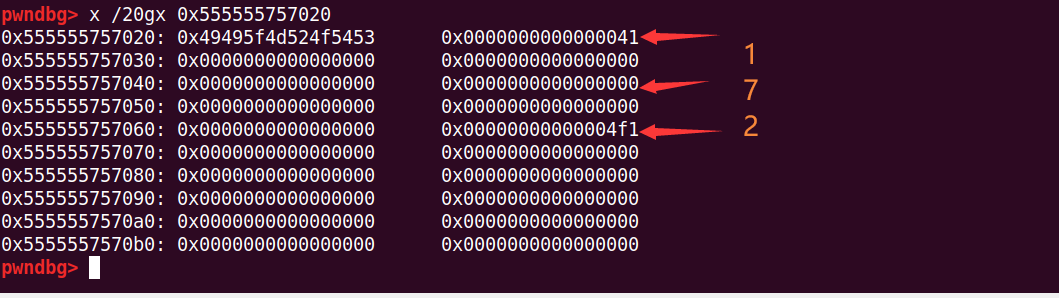 pwndbg> x /20gx 0x555555757020
0x555555757020: 0x49495f4d524f5453 0x0000000000000041 1
0x555555757030: 0x0000000000000000 0x0000000000000000
0x555555757040: 0x0000000000000000 0x0000000000000000 7
0x555555757050: 0x0000000000000000 0x0000000000000000
0x555555757060: 0x0000000000000000 0x00000000000004f1 2
0x555555757070: 0x0000000000000000 0x0000000000000000
0x555555757080: 0x0000000000000000 0x0000000000000000
0x555555757090: 0x0000000000000000 0x0000000000000000
0x5555557570a0: 0x0000000000000000 0x0000000000000000
0x5555557570b0: 0x0000000000000000 0x0000000000000000
pwndbg>